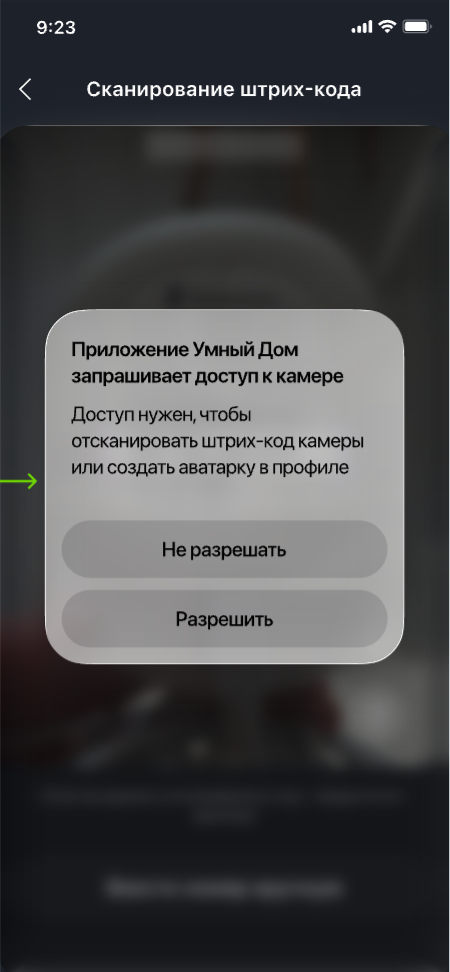 9:23
Сканирование штрих-кода
Приложение Умный Дом
запрашивает доступ к камере
Доступ нужен, чтобы
отсканировать штрих-код камеры
или создать аватарку в профиле
Не разрешать
Разрешить